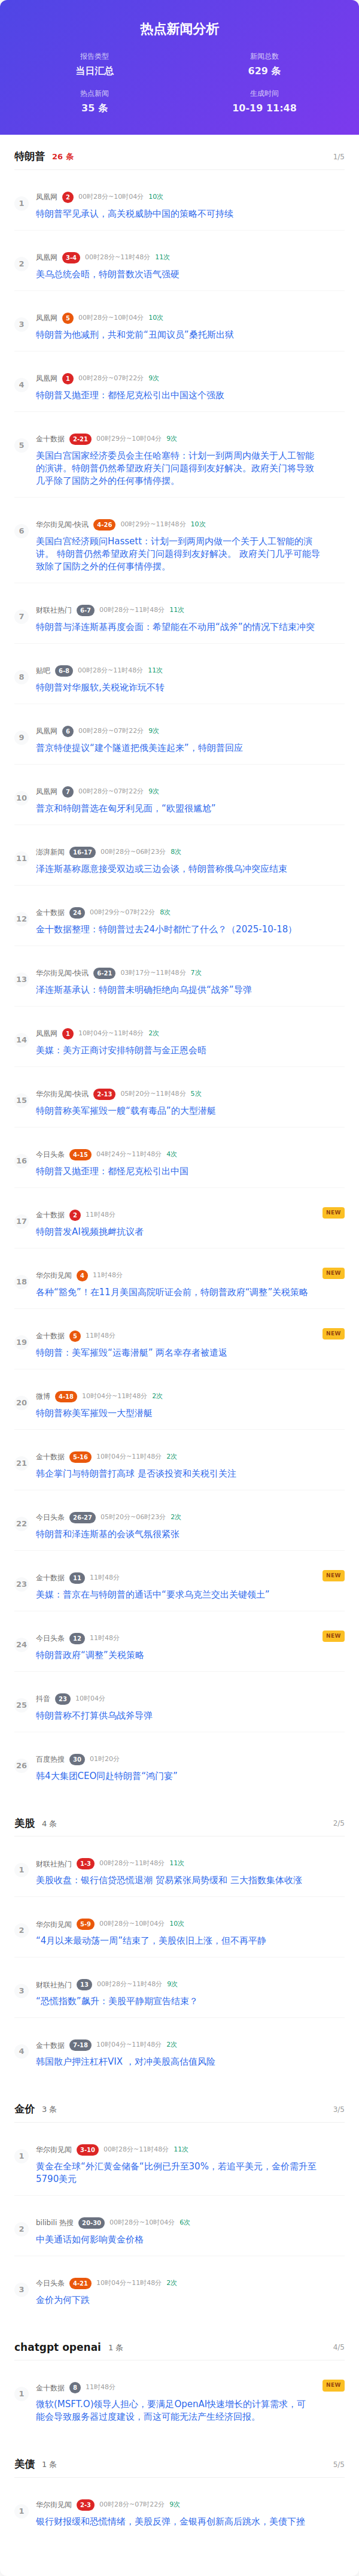 热点新闻分析
报告类型
当日汇总
新闻总数
629 条
热点新闻
35 条
生成时间
10-19 11:48
特朗普 26 条 1/5
1 凤凰网 2 00时28分~10时04分 10次
特朗普罕见承认，高关税威胁中国的策略不可持续
2 凤凰网 3-4 00时28分~11时48分 11次
美乌总统会晤，特朗普数次语气强硬
3 凤凰网 5 00时28分~10时04分 10次
特朗普为他减刑，共和党前“丑闻议员”桑托斯出狱
4 凤凰网 1 00时28分~07时22分 9次
特朗普又抛歪理：都怪尼克松引出中国这个强敌
5 金十数据 2-21 00时29分~10时04分 9次
美国白宫国家经济委员会主任哈塞特：计划一到两周内做关于人工智能
的演讲。特朗普仍然希望政府关门问题得到友好解决。政府关门将导致
几乎除了国防之外的任何事情停摆。
6 华尔街见闻-快讯 4-26 00时29分~11时48分 10次
美国白宫经济顾问Hassett：计划一到两周内做一个关于人工智能的演
讲。 特朗普仍然希望政府关门问题得到友好解决。 政府关门几乎可能导
致除了国防之外的任何事情停摆。
7 财联社热门 6-7 00时28分~11时48分 11次
特朗普与泽连斯基再度会面：希望能在不动用“战斧”的情况下结束冲突
8 贴吧 6-8 00时28分~11时48分 11次
特朗普对华服软,关税讹诈玩不转
9 凤凰网 6 00时28分~07时22分 9次
普京特使提议“建个隧道把俄美连起来”，特朗普回应
10 凤凰网 7 00时28分~07时22分 9次
普京和特朗普选在匈牙利见面，“欧盟很尴尬”
11 澎湃新闻 16-17 00时28分~06时23分 8次
泽连斯基称愿意接受双边或三边会谈，特朗普称俄乌冲突应结束
12 金十数据 24 00时29分~07时22分 8次
金十数据整理：特朗普过去24小时都忙了什么？（2025-10-18）
13 华尔街见闻-快讯 6-21 03时17分~11时48分 7次
泽连斯基承认：特朗普未明确拒绝向乌提供“战斧”导弹
14 凤凰网 1 10时04分~11时48分 2次
美媒：美方正商讨安排特朗普与金正恩会晤
15 华尔街见闻-快讯 2-13 05时20分~11时48分 5次
特朗普称美军摧毁一艘“载有毒品”的大型潜艇
16 今日头条 4-15 04时24分~11时48分 4次
特朗普又抛歪理：都怪尼克松引出中国
17 金十数据 2 11时48分 NEW
特朗普发AI视频挑衅抗议者
18 华尔街见闻 4 11时48分 NEW
各种“豁免”！在11月美国高院听证会前，特朗普政府“调整”关税策略
19 金十数据 5 11时48分 NEW
特朗普：美军摧毁“运毒潜艇” 两名幸存者被遣返
20 微博 4-18 10时04分~11时48分 2次
特朗普称美军摧毁一大型潜艇
21 金十数据 5-16 10时04分~11时48分 2次
韩企掌门与特朗普打高球 是否谈投资和关税引关注
22 今日头条 26-27 05时20分~06时23分 2次
特朗普和泽连斯基的会谈气氛很紧张
23 金十数据 11 11时48分 NEW
美媒：普京在与特朗普的通话中“要求乌克兰交出关键领土”
24 今日头条 12 11时48分 NEW
特朗普政府“调整”关税策略
25 抖音 23 10时04分
特朗普称不打算供乌战斧导弹
26 百度热搜 30 01时20分
韩4大集团CEO同赴特朗普“鸿门宴”
美股 4 条 2/5
1 财联社热门 1-3 00时28分~11时48分 11次
美股收盘：银行信贷恐慌退潮 贸易紧张局势缓和 三大指数集体收涨
2 华尔街见闻 5-9 00时28分~10时04分 10次
“4月以来最动荡一周”结束了，美股依旧上涨，但不再平静
3 财联社热门 13 00时28分~11时48分 9次
“恐慌指数”飙升：美股平静期宣告结束？
4 金十数据 7-18 10时04分~11时48分 2次
韩国散户押注杠杆VIX ，对冲美股高估值风险
金价 3 条 3/5
1 华尔街见闻 3-10 00时28分~11时48分 11次
黄金在全球“外汇黄金储备”比例已升至30%，若追平美元，金价需升至
5790美元
2 bilibili 热搜 20-30 00时28分~10时04分 6次
中美通话如何影响黄金价格
3 今日头条 4-21 10时04分~11时48分 2次
金价为何下跌
chatgpt openai 1 条 4/5
1 金十数据 8 11时48分 NEW
微软(MSFT.O)领导人担心，要满足OpenAI快速增长的计算需求，可
能会导致服务器过度建设，而这可能无法产生经济回报。
美债 1 条 5/5
1 华尔街见闻 2-3 00时28分~07时22分 9次
银行财报缓和恐慌情绪，美股反弹，金银再创新高后跳水，美债下挫